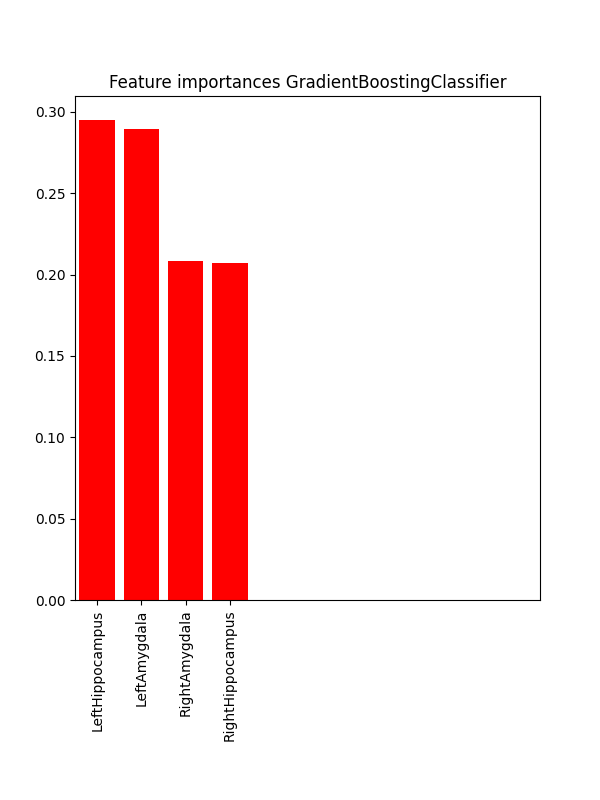 Feature importances GradientBoostingClassifier
0.30
0.25
0.20
0.15
0.10
0.05
0.00
LeftHippocampus
LeftAmygdala
RightAmygdala
RightHippocampus